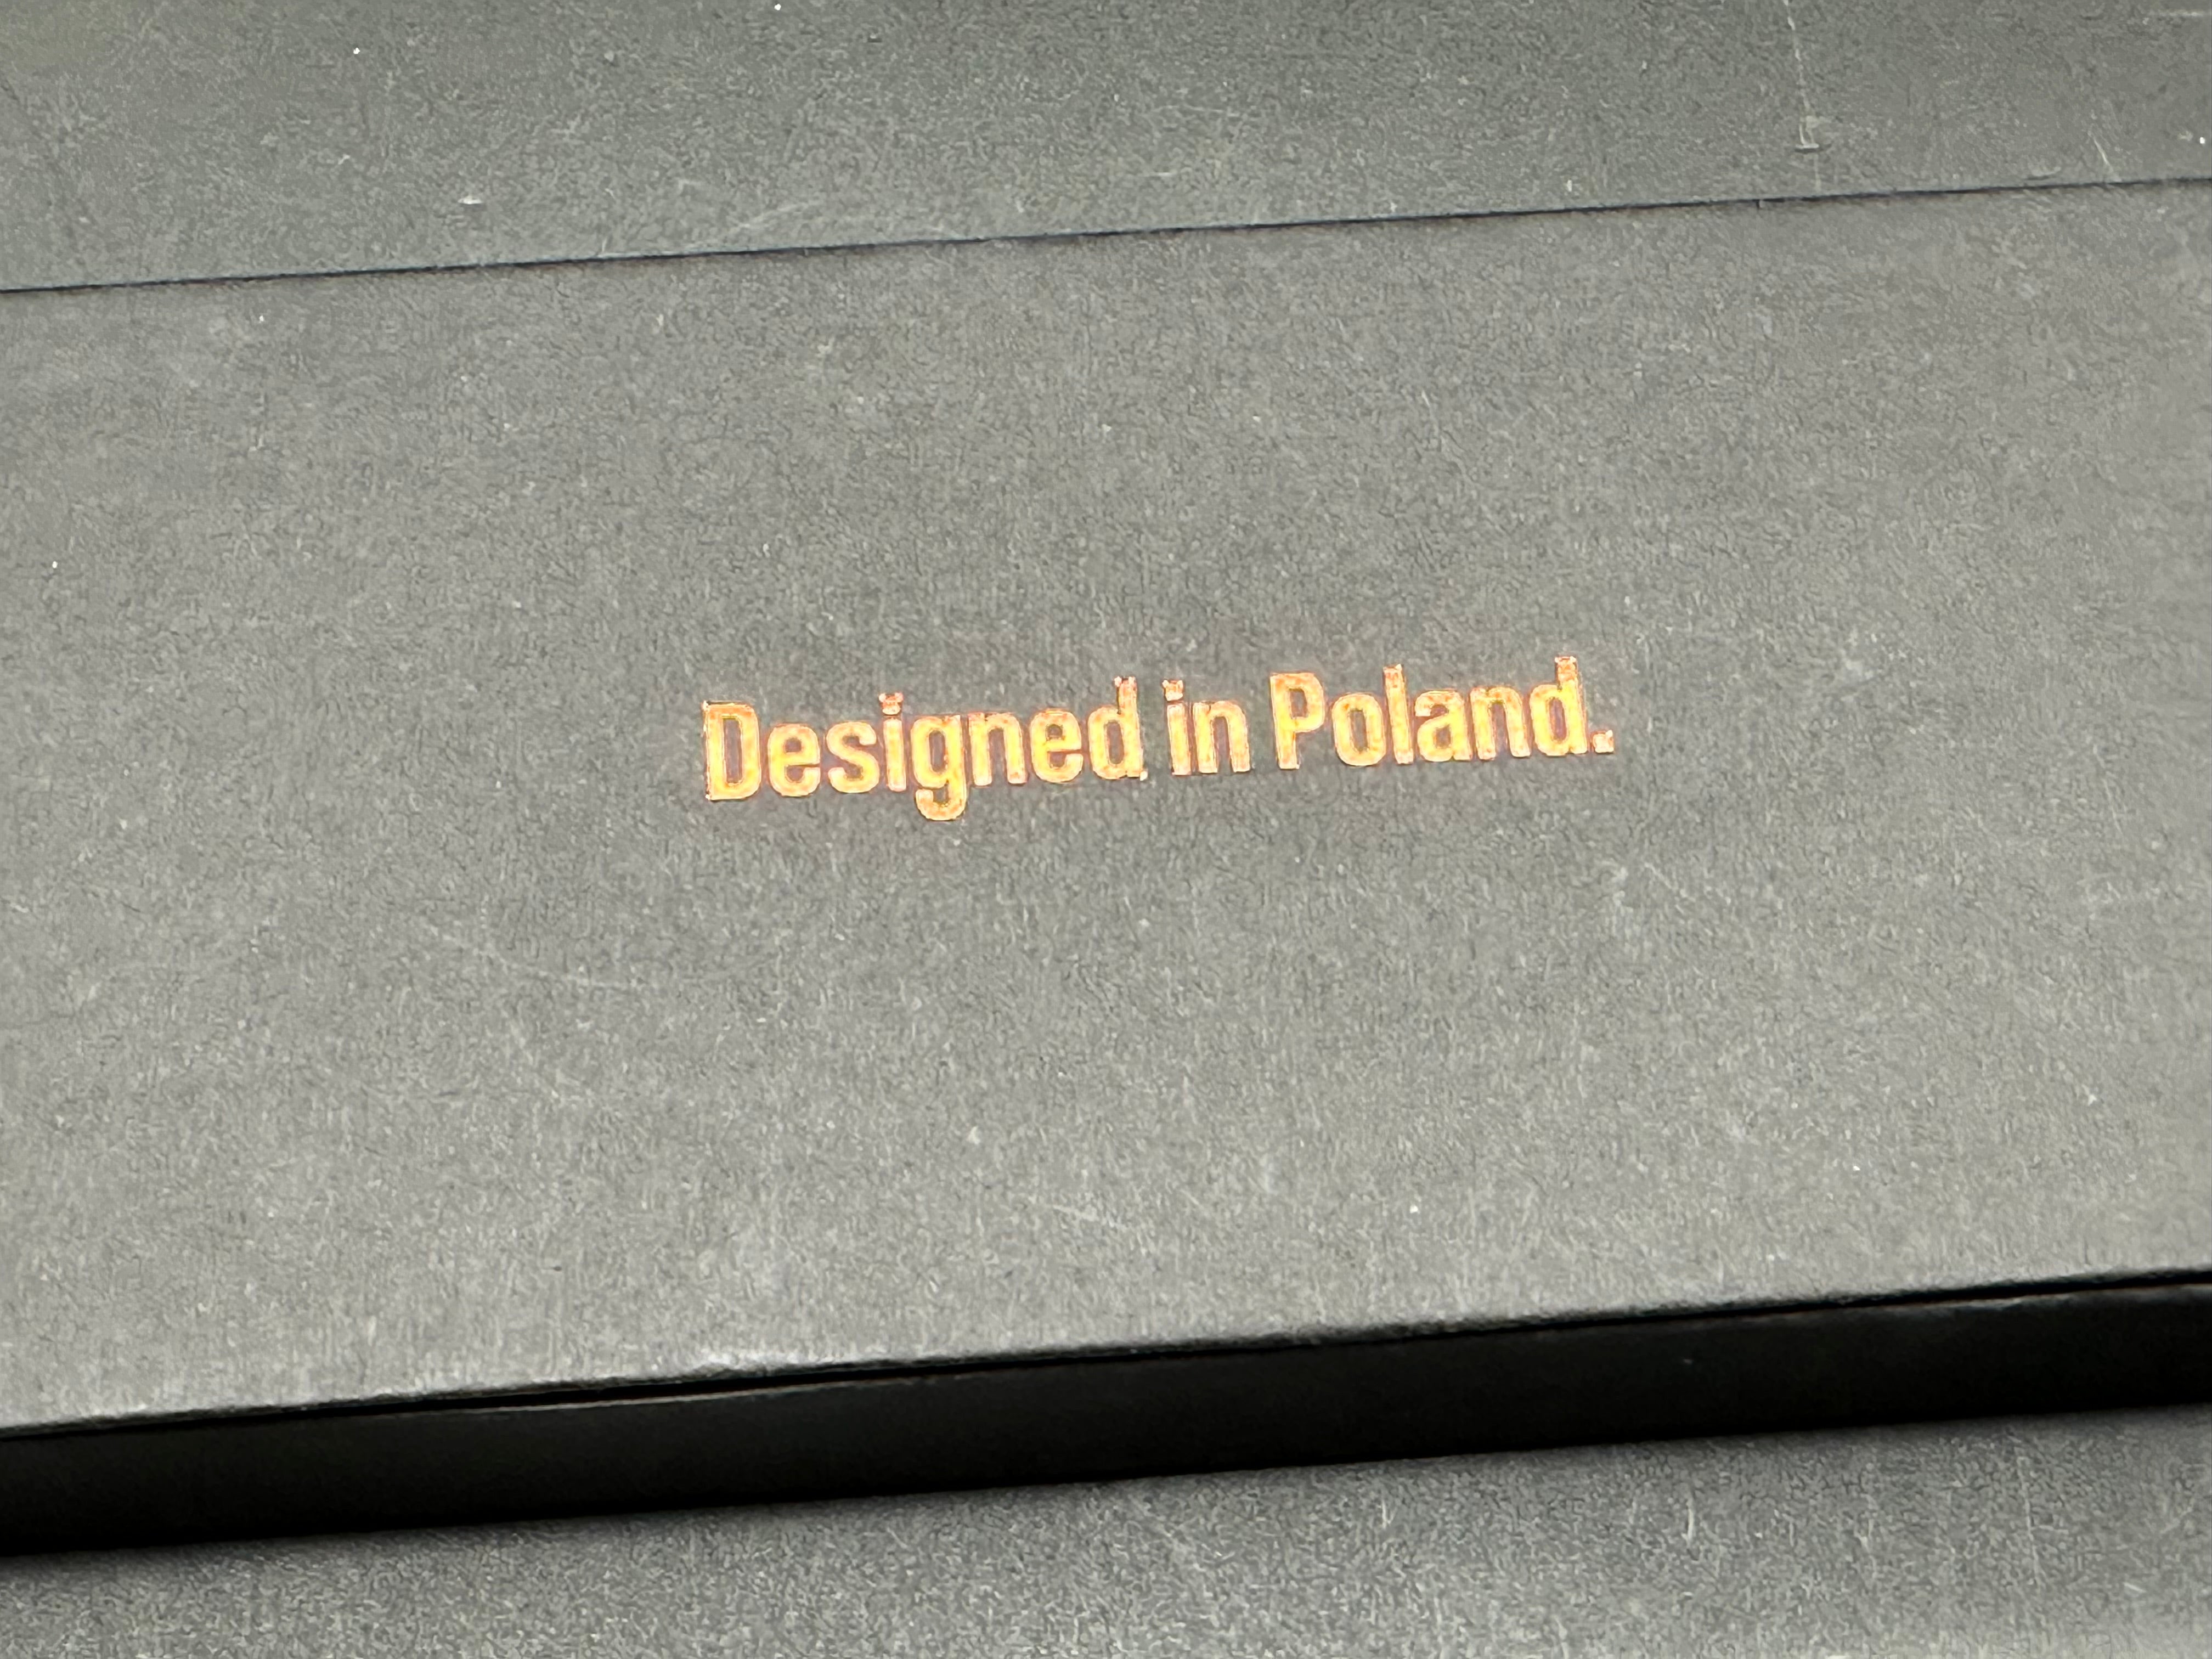 Designed in Poland.